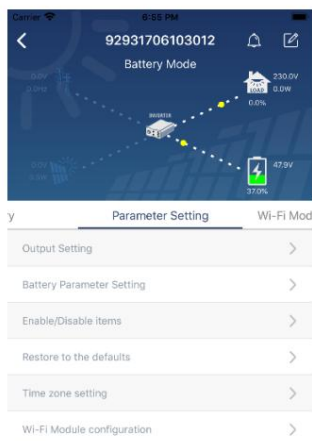 Carrier 6:55 PM
92931706103012
Battery Mode
0.0V
0.0Hz
230.0V
LOAD 0.0W
0.0%
INVERTER
0.0V
0.0W
47.9V
37.0%
y Parameter Setting Wi-Fi Mod
Output Setting
Battery Parameter Setting
Enable/Disable items
Restore to the defaults
Time zone setting
Wi-Fi Module configuration